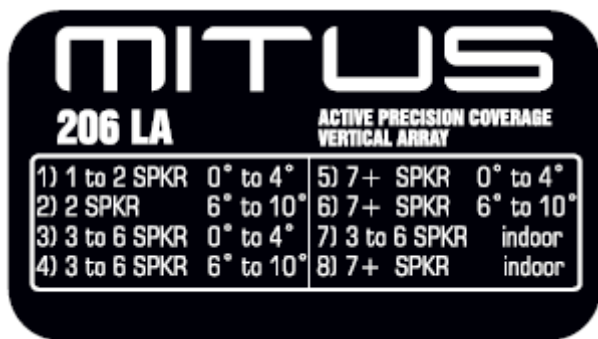 MITUS
206 LA
ACTIVE PRECISION COVERAGE
VERTICAL ARRAY
1) 1 to 2 SPKR 0° to 4°
2) 2 SPKR 6° to 10°
3) 3 to 6 SPKR 0° to 4°
4) 3 to 6 SPKR 6° to 10°
5) 7+ SPKR 0° to 4°
6) 7+ SPKR 6° to 10°
7) 3 to 6 SPKR indoor
8) 7+ SPKR indoor